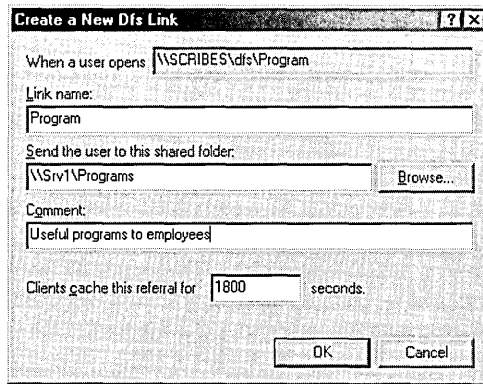 Create a New Dfs Link
When a user opens \\SCRIBES\dfs\Program
Link name:
Program
Send the user to this shared folder:
\\Srv1\Programs Browse...
Comment:
Useful programs to employees
Clients cache this referral for 1800 seconds.
OK Cancel